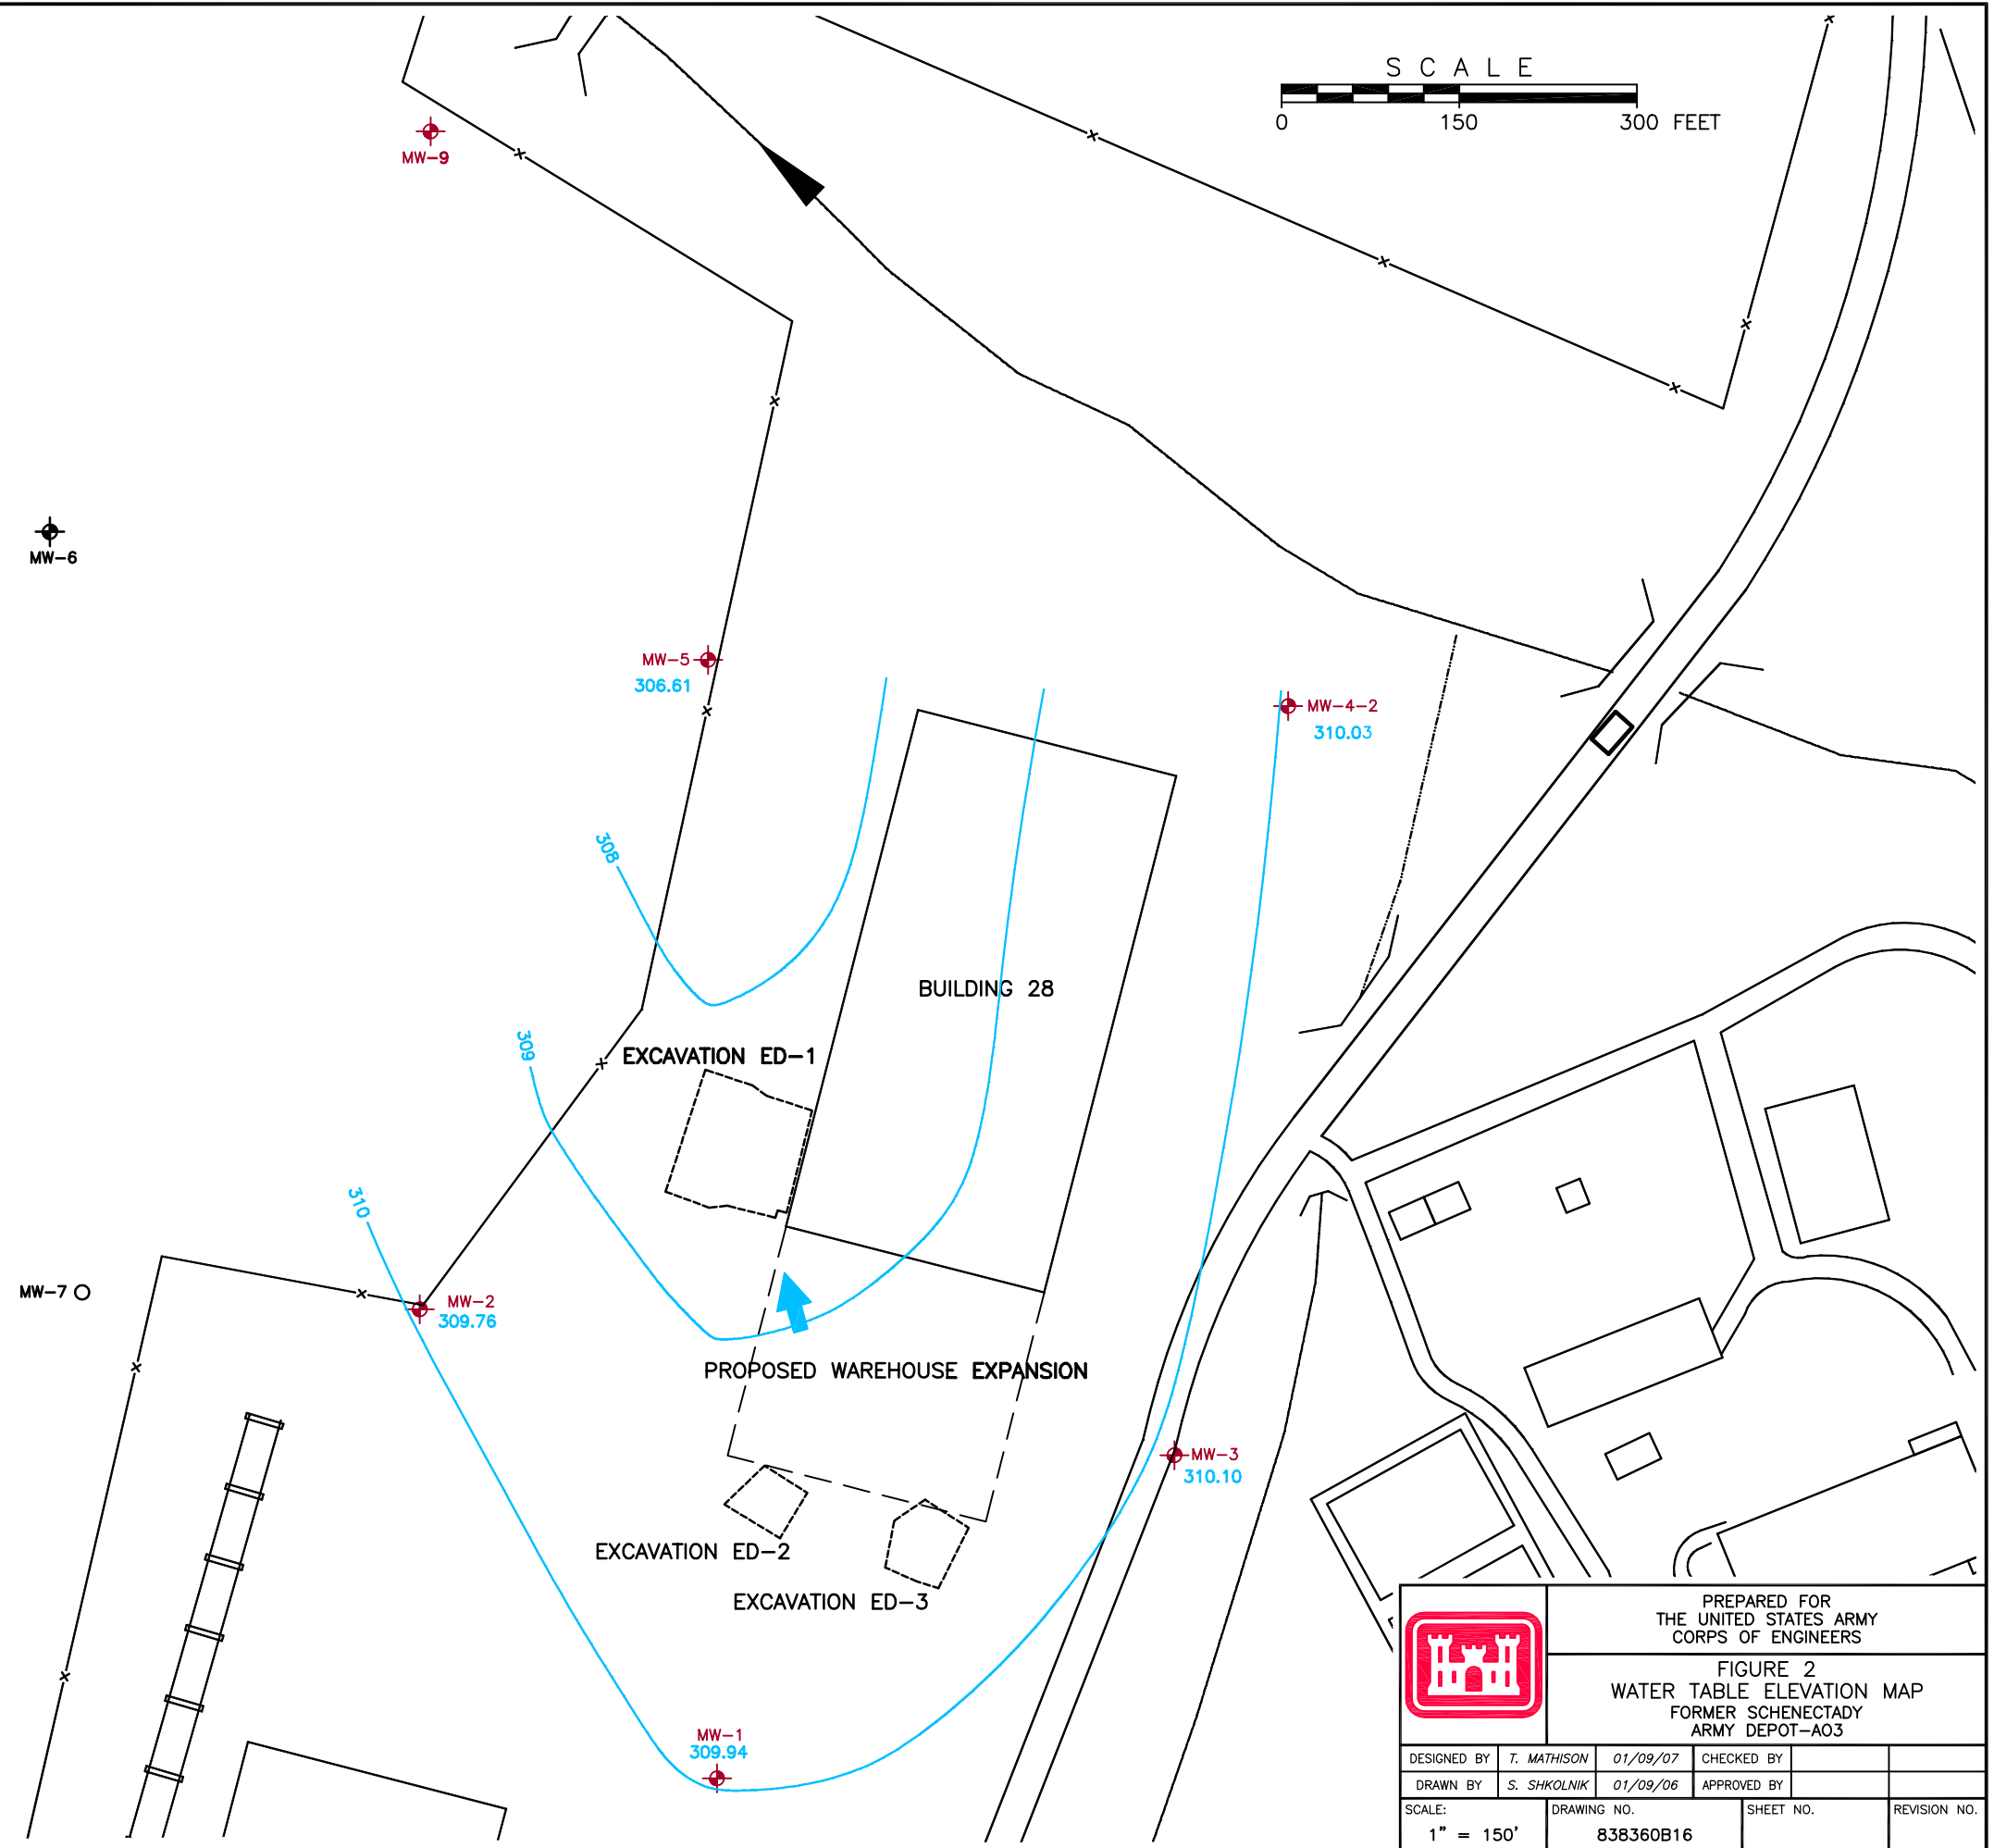 S C A L E
0 150 300 FEET
MW-9
MW-6
MW-5
306.61
MW-4-2
310.03
308
BUILDING 28
309
EXCAVATION ED-1
310
MW-7
MW-2
309.76
PROPOSED WAREHOUSE EXPANSION
MW-3
310.10
EXCAVATION ED-2
EXCAVATION ED-3
MW-1
309.94
PREPARED FOR
THE UNITED STATES ARMY
CORPS OF ENGINEERS
FIGURE 2
WATER TABLE ELEVATION MAP
FORMER SCHENECTADY
ARMY DEPOT-A03
DESIGNED BY T. MATHISON 01/09/07 CHECKED BY
DRAWN BY S. SHKOLNIK 01/09/06 APPROVED BY
SCALE: DRAWING NO. SHEET NO. REVISION NO.
1" = 150' 838360B16